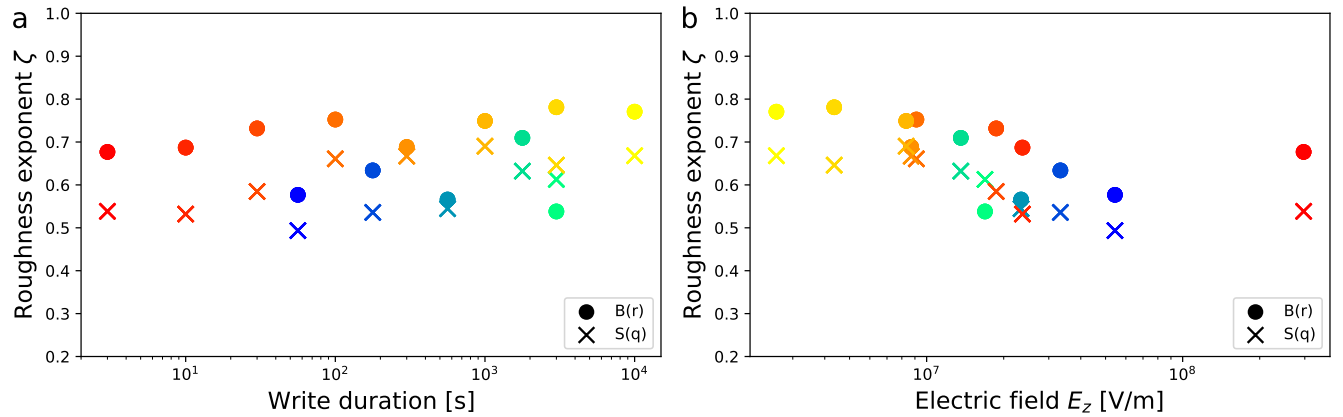 a
1.0
0.9
0.8
0.7
0.6
0.5
0.4
0.3
0.2
Roughness exponent ζ
10¹
10²
10³
10⁴
Write duration [s]
B(r)
S(q)
b
1.0
0.9
0.8
0.7
0.6
0.5
0.4
0.3
0.2
Roughness exponent ζ
10⁷
10⁸
Electric field E_z [V/m]
B(r)
S(q)